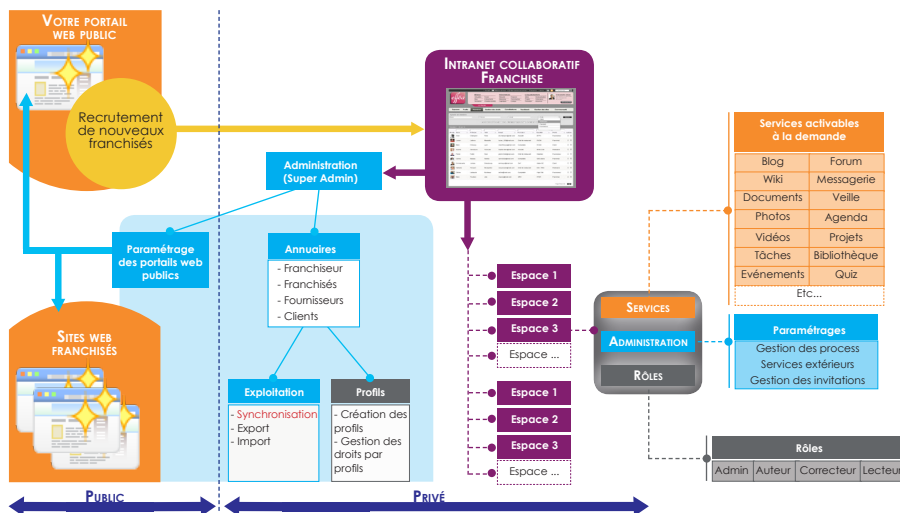 VOTRE PORTAIL
WEB PUBLIC
Recrutement
de nouveaux
franchisés
INTRANET COLLABORATIF
FRANCHISE
Administration
(Super Admin)
Paramétrage
des portails web
publics
Annuaires
- Franchiseur
- Franchisés
- Fournisseurs
- Clients
SITES WEB
FRANCHISÉS
Exploitation
- Synchronisation
- Export
- Import
Profils
- Création des
profils
- Gestion des
droits par
profils
Espace 1
Espace 2
Espace 3
Espace ...
Espace 1
Espace 2
Espace 3
Espace ...
SERVICES
ADMINISTRATION
RÔLES
Services activables
à la demande
Blog Forum
Wiki Messagerie
Documents Veille
Photos Agenda
Vidéos Projets
Tâches Bibliothèque
Evénements Quiz
Etc...
Paramétrages
Gestion des process
Services extérieurs
Gestion des invitations
Rôles
Admin Auteur Correcteur Lecteur
PUBLIC
PRIVÉ